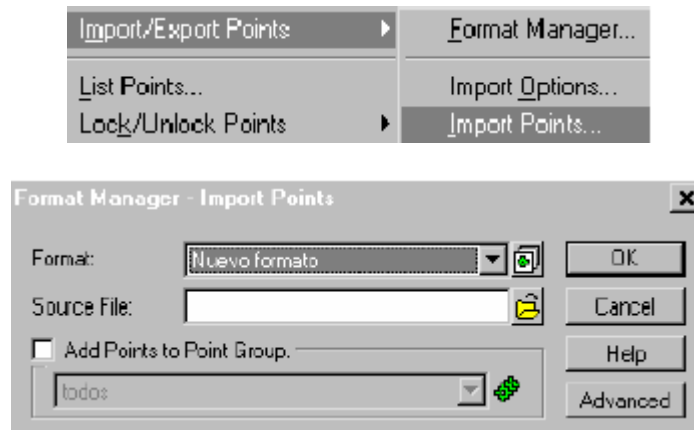 Import/Export Points Format Manager...
List Points... Import Options...
Lock/Unlock Points Import Points...
Format Manager - Import Points
Format: Nuevo formato OK
Source File: Cancel
Add Points to Point Group. Help
todos Advanced